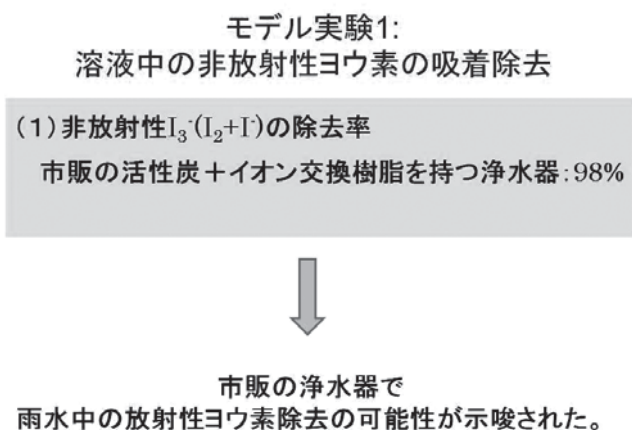 モデル実験1:
溶液中の非放射性ヨウ素の吸着除去
(1)非放射性I₃⁻(I₂+I⁻)の除去率
市販の活性炭+イオン交換樹脂を持つ浄水器:98%
市販の浄水器で
雨水中の放射性ヨウ素除去の可能性が示唆された。